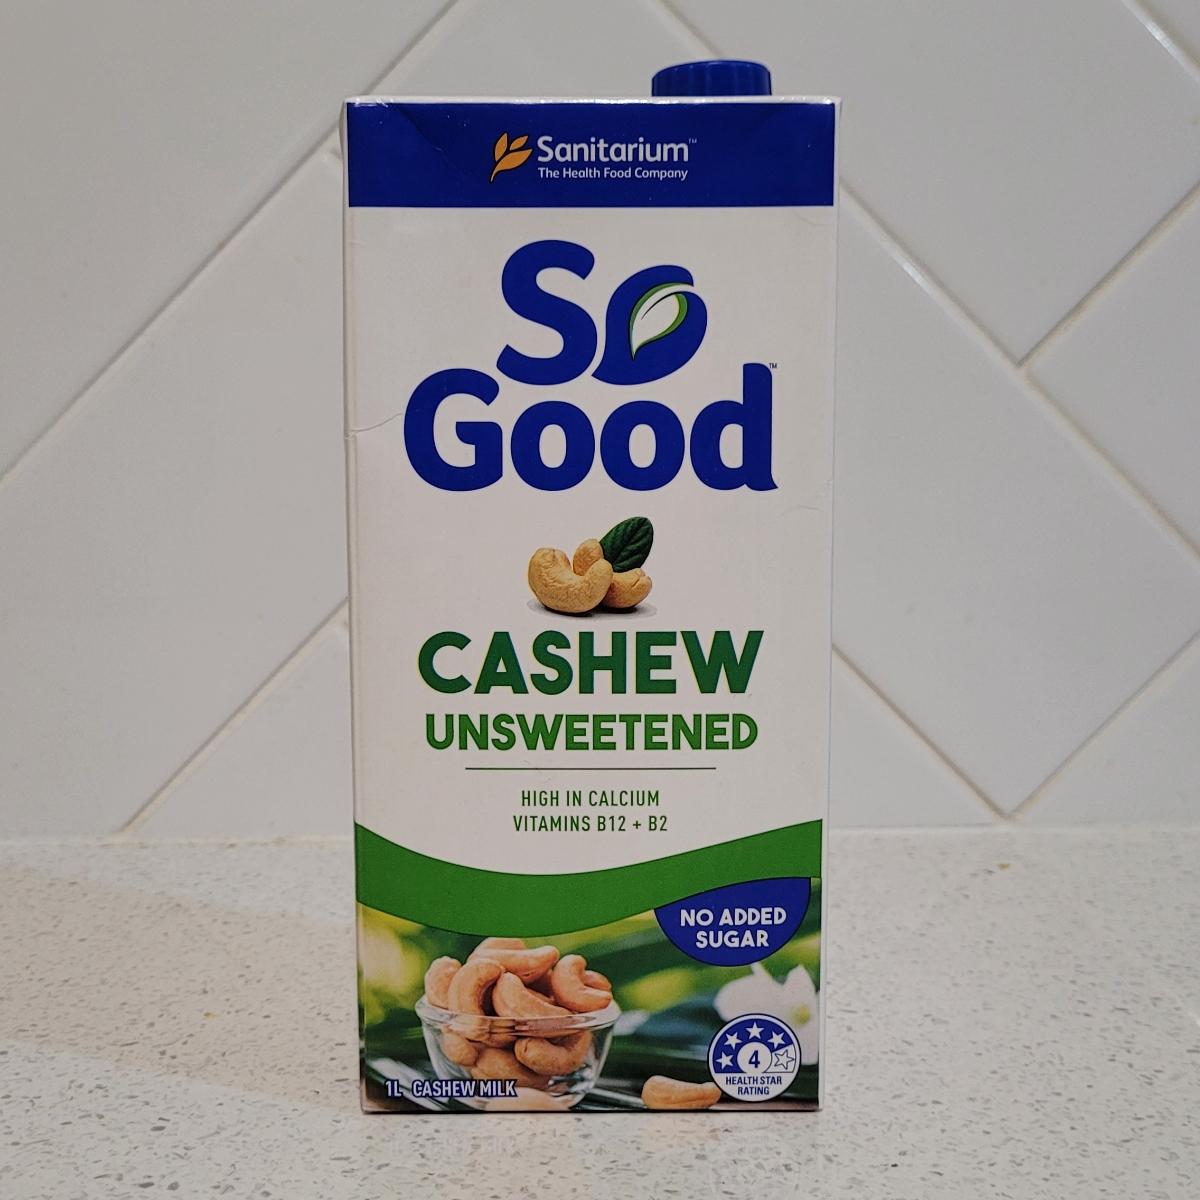 Sanitarium™
The Health Food Company
So
Good™
CASHEW
UNSWEETENED
HIGH IN CALCIUM
VITAMINS B12 + B2
NO ADDED
SUGAR
4
HEALTH STAR
RATING
1L CASHEW MILK